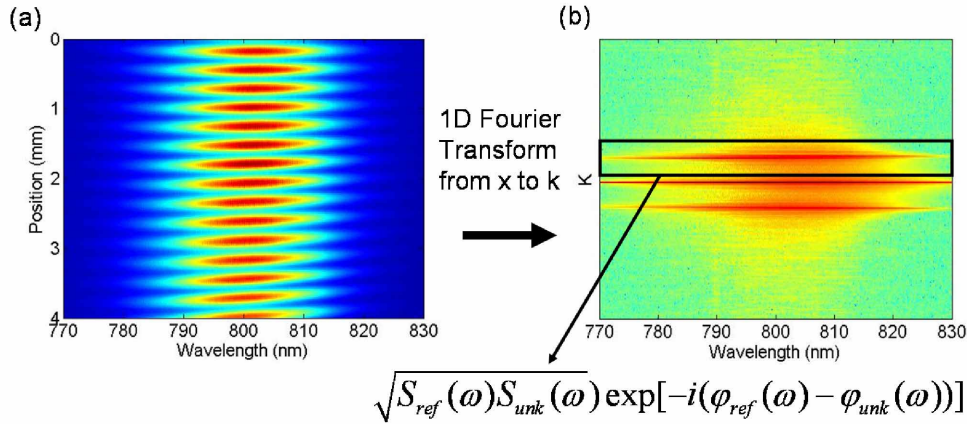 (a)
0
1
2
3
4
Position (mm)
770 780 790 800 810 820 830
Wavelength (nm)
1D Fourier
Transform
from x to k
(b)
K
770 780 790 800 810 820 830
Wavelength (nm)
√S_ref(ω)S_unk(ω) exp[−i(φ_ref(ω)−φ_unk(ω))]